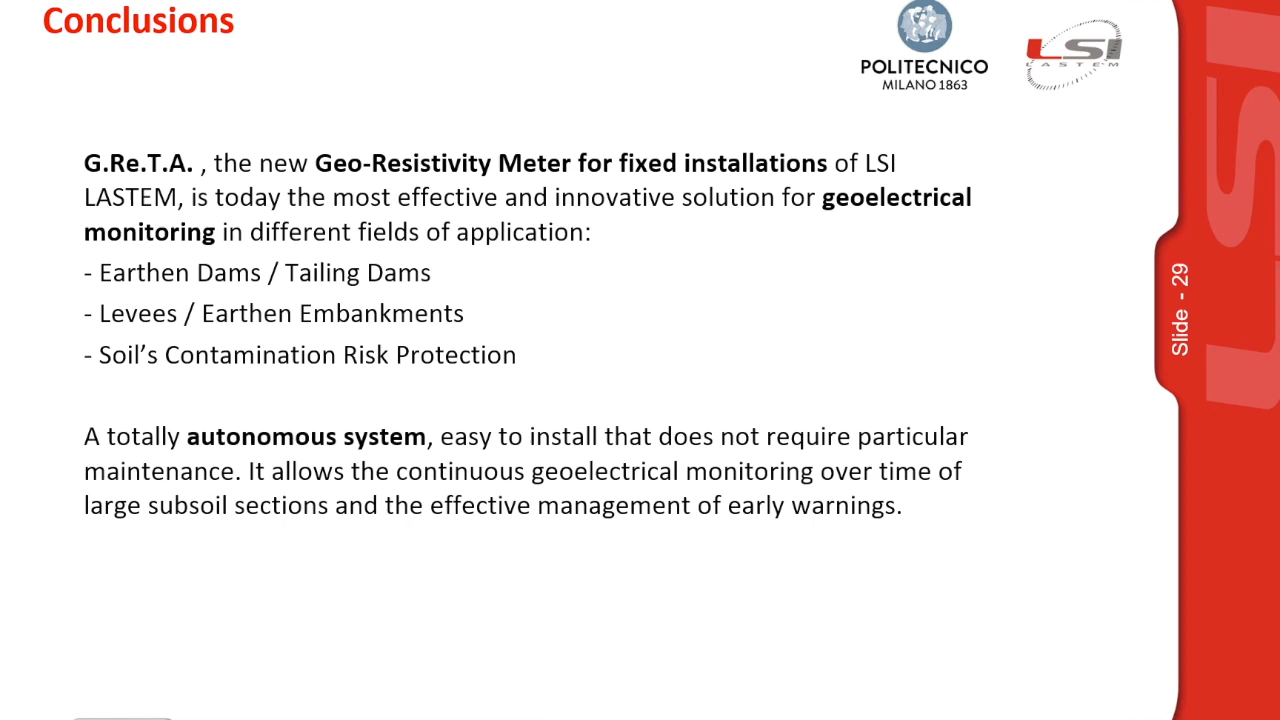 Conclusions
POLITECNICO
MILANO 1863
LSI
LASTEM
G.Re.T.A. , the new Geo-Resistivity Meter for fixed installations of LSI
LASTEM, is today the most effective and innovative solution for geoelectrical
monitoring in different fields of application:
- Earthen Dams / Tailing Dams
- Levees / Earthen Embankments
- Soil’s Contamination Risk Protection
A totally autonomous system, easy to install that does not require particular
maintenance. It allows the continuous geoelectrical monitoring over time of
large subsoil sections and the effective management of early warnings.
Slide - 29
LSI